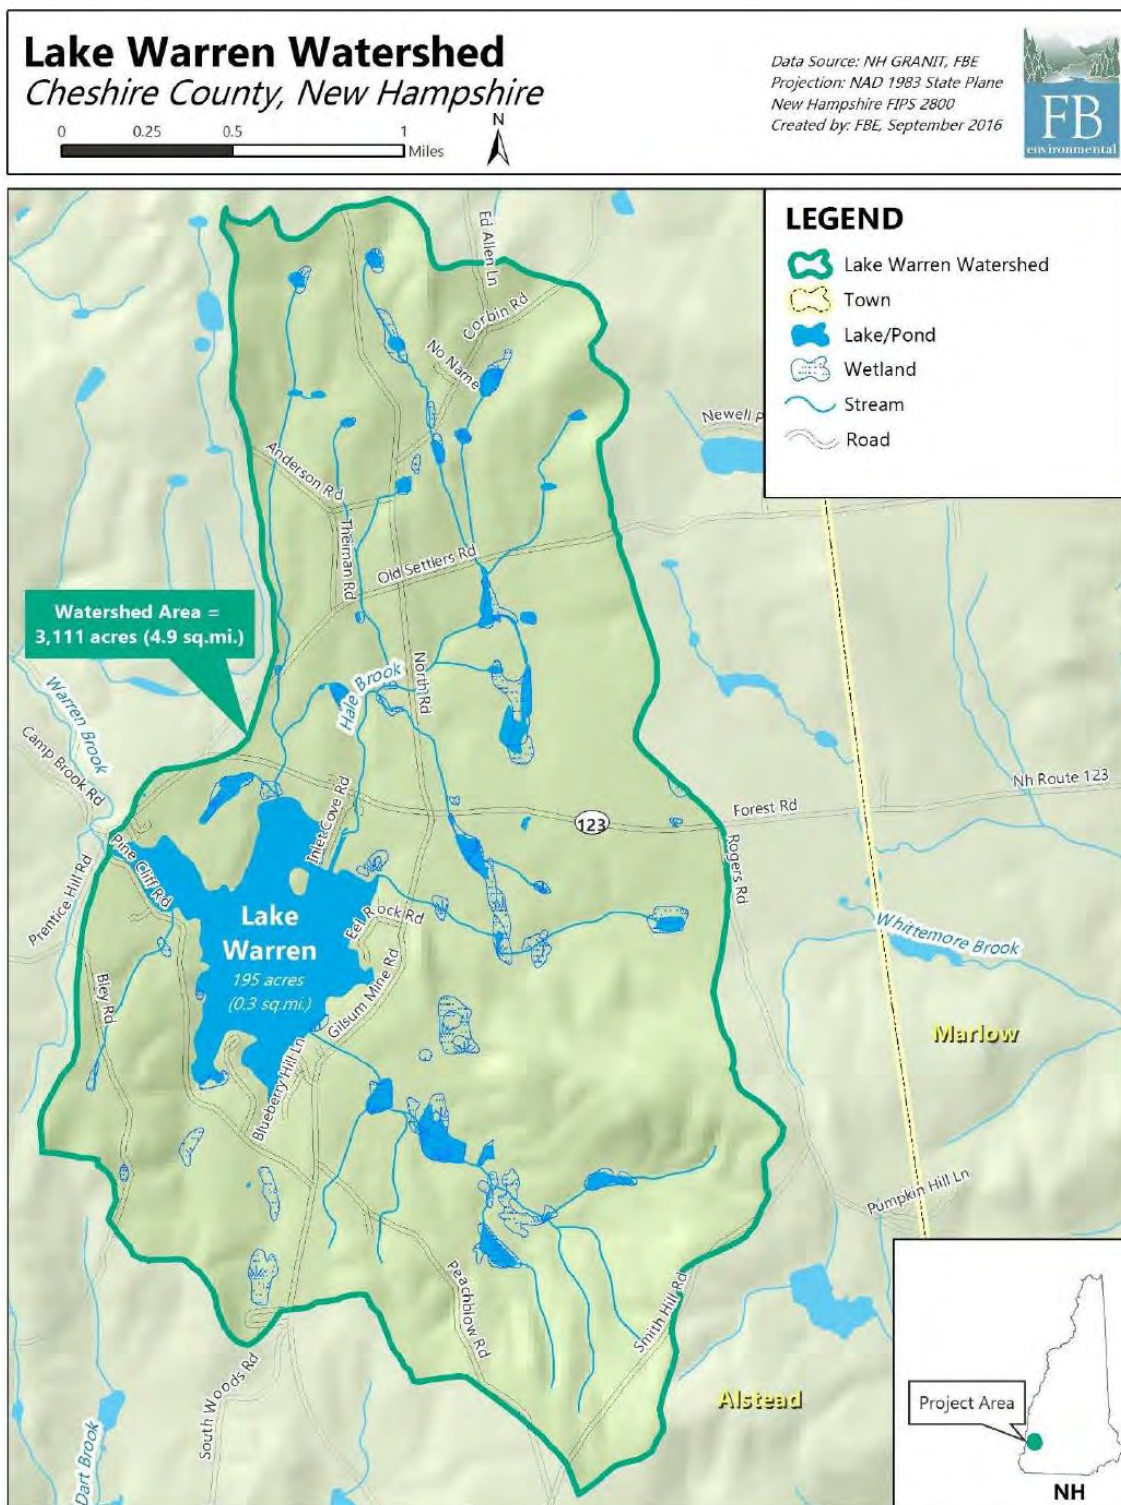 Lake Warren Watershed
Cheshire County, New Hampshire
0 0.25 0.5 1
Miles
N
Data Source: NH GRANIT, FBE
Projection: NAD 1983 State Plane
New Hampshire FIPS 2800
Created by: FBE, September 2016
FB
environmental
LEGEND
Lake Warren Watershed
Town
Lake/Pond
Wetland
Stream
Road
Ed Allen Ln
Corbin Rd
No Name
Newell P
Anderson Rd
Theiman Rd
Old Settlers Rd
Watershed Area =
3,111 acres (4.9 sq.mi.)
Hale Brook
North Rd
Warren Brook
Camp Brook Rd
Nh Route 123
Forest Rd
123
Inlet Cove Rd
Pine Cliff Rd
Prentice Hill Rd
Rogers Rd
Lake
Warren
195 acres
(0.3 sq.mi.)
Eel Rock Rd
Whittemore Brook
Bley Rd
Gilsum Mine Rd
Marlow
Blueberry Hill Ln
Pumpkin Hill Ln
Peachblow Rd
Smith Hill Rd
South Woods Rd
Alstead
Dart Brook
Project Area
NH